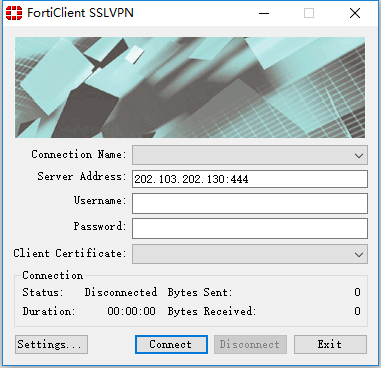 FortiClient SSLVPN
Connection Name:
Server Address: 202.103.202.130:444
Username:
Password:
Client Certificate:
Connection
Status: Disconnected Bytes Sent: 0
Duration: 00:00:00 Bytes Received: 0
Settings... Connect Disconnect Exit